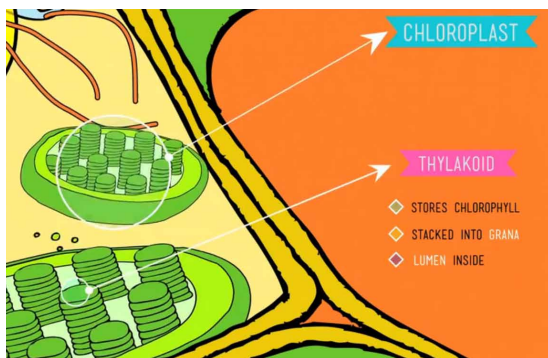 CHLOROPLAST
THYLAKOID
STORES CHLOROPHYLL
STACKED INTO GRANA
LUMEN INSIDE